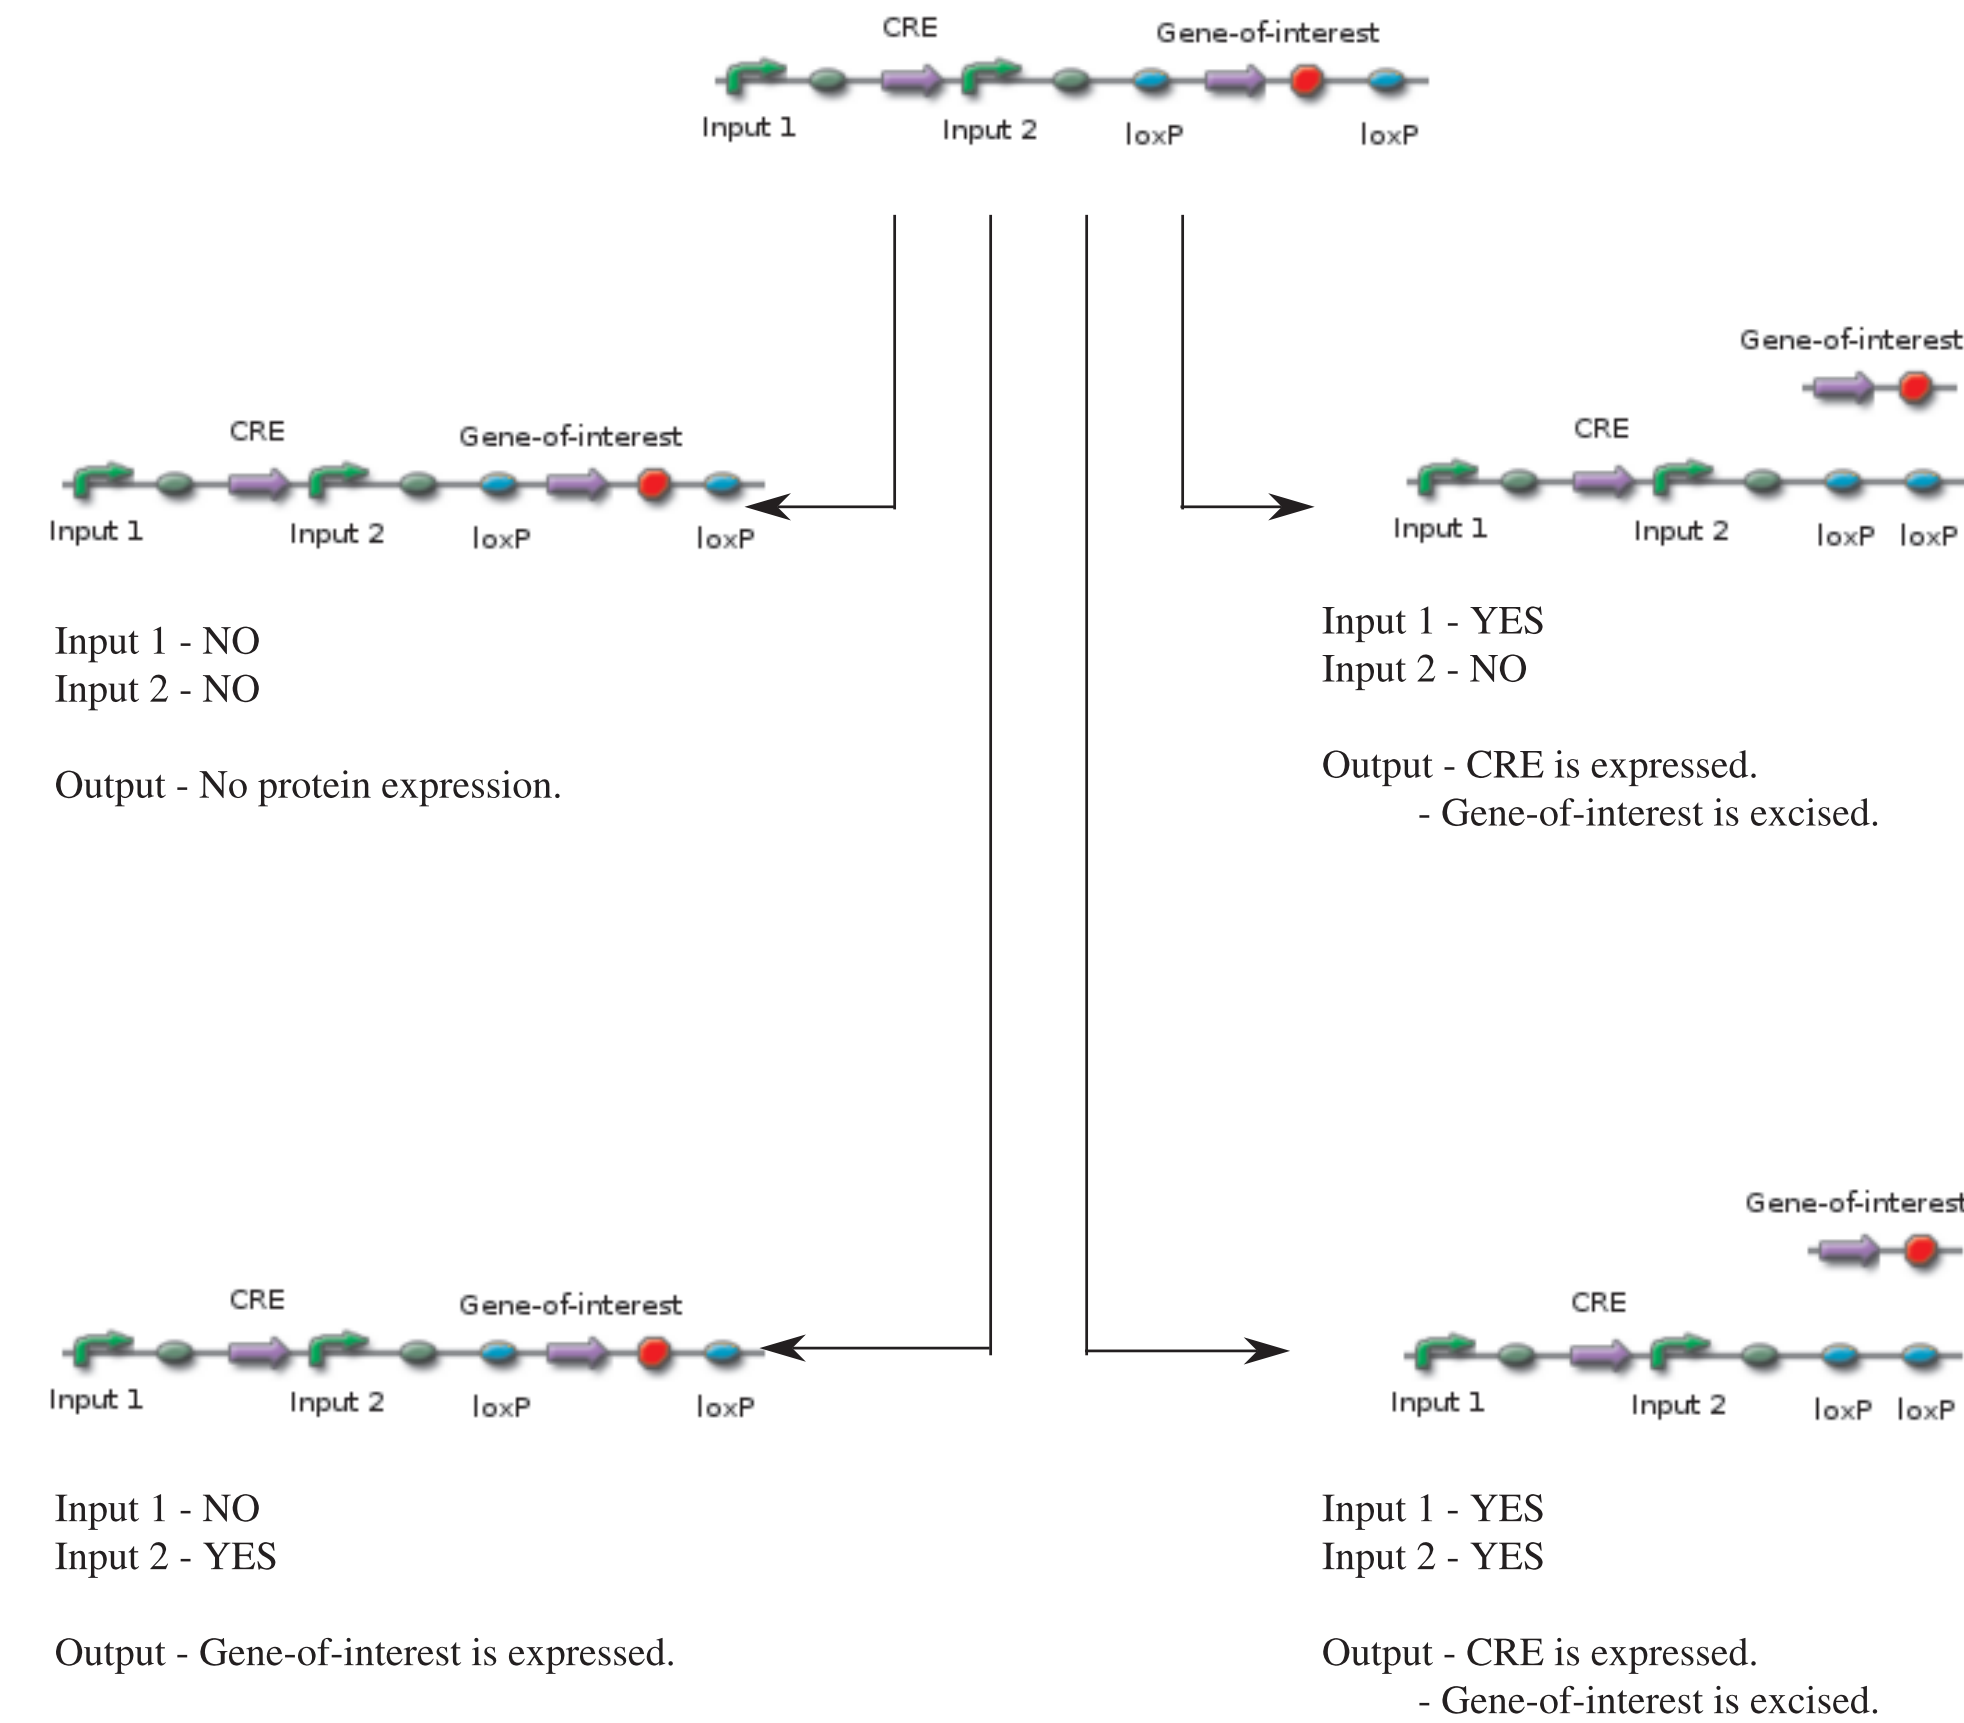 CRE Gene-of-interest
Input 1 Input 2 loxP loxP
Gene-of-interest
CRE Gene-of-interest
Input 1 Input 2 loxP loxP
Input 1 - NO
Input 2 - NO
Output - No protein expression.
CRE
Input 1 Input 2 loxP loxP
Input 1 - YES
Input 2 - NO
Output - CRE is expressed.
- Gene-of-interest is excised.
CRE Gene-of-interest
Input 1 Input 2 loxP loxP
Input 1 - NO
Input 2 - YES
Output - Gene-of-interest is expressed.
Gene-of-interest
CRE
Input 1 Input 2 loxP loxP
Input 1 - YES
Input 2 - YES
Output - CRE is expressed.
- Gene-of-interest is excised.